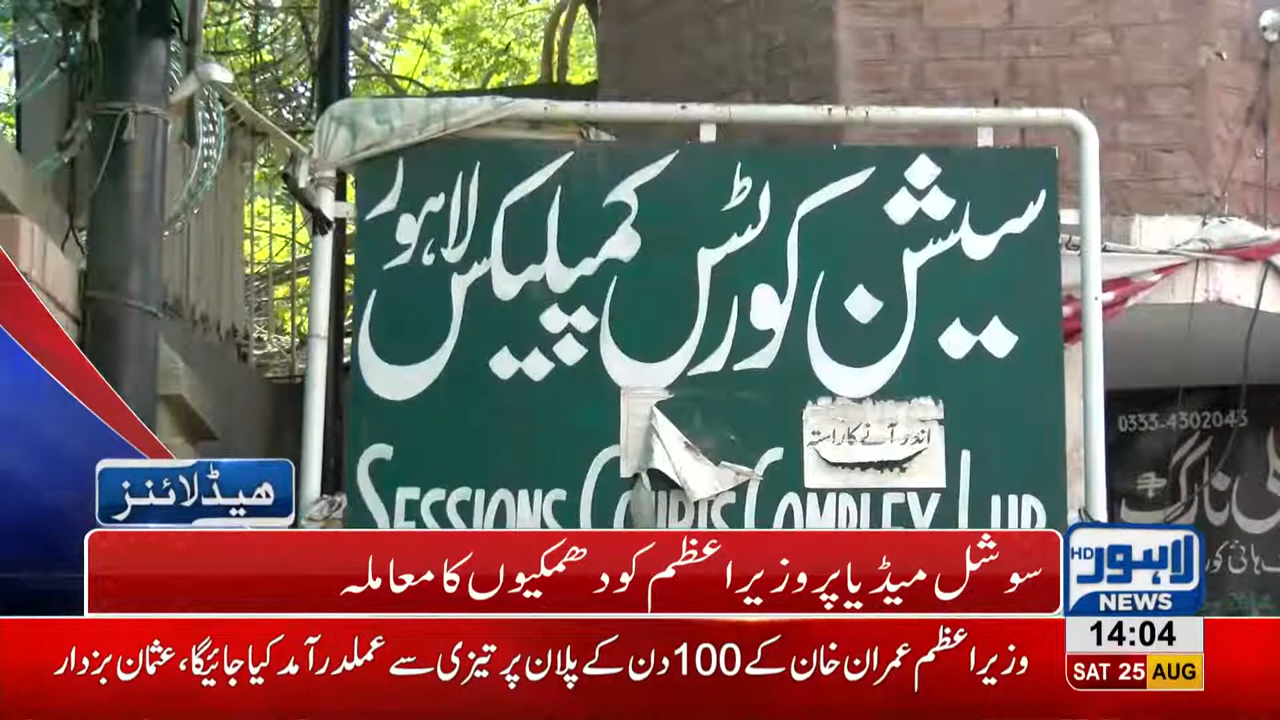 سیشن کورٹس کمپلیکس لاہور
اندر آنے کا راستہ
SESSIONS COURTS COMPLEX LHR
0333-4302043
ہیڈلائنز
سوشل میڈیا پر وزیراعظم کو دھمکیوں کا معاملہ
HD لاہور
NEWS
14:04
SAT 25 AUG
وزیراعظم عمران خان کے 100 دن کے پلان پر تیزی سے عملدرآمد کیا جائیگا، عثمان بزدار